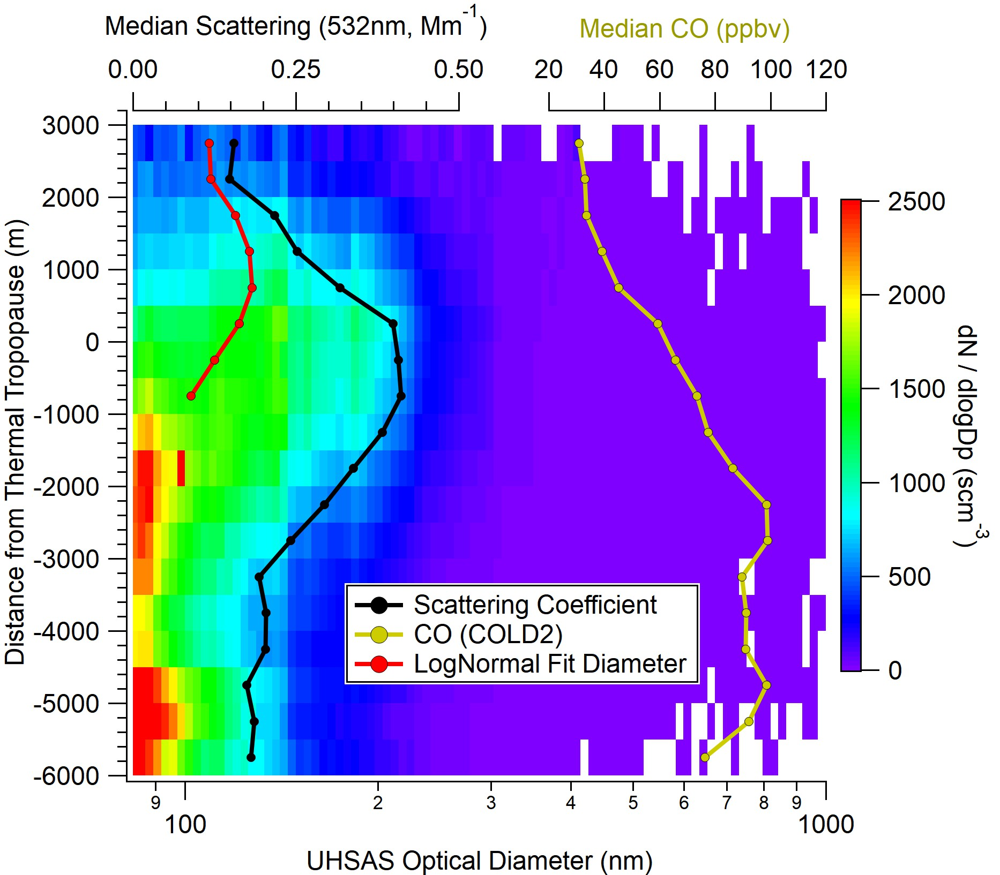 Median Scattering (532nm, Mm-1)
Median CO (ppbv)
0.00 0.25 0.50
20 40 60 80 100 120
3000
2000
1000
0
-1000
-2000
-3000
-4000
-5000
-6000
Distance from Thermal Tropopause (m)
Scattering Coefficient
CO (COLD2)
LogNormal Fit Diameter
2500
2000
1500
1000
500
0
dN / dlogDp (scm-3)
9 2 3 4 5 6 7 8 9
100 1000
UHSAS Optical Diameter (nm)